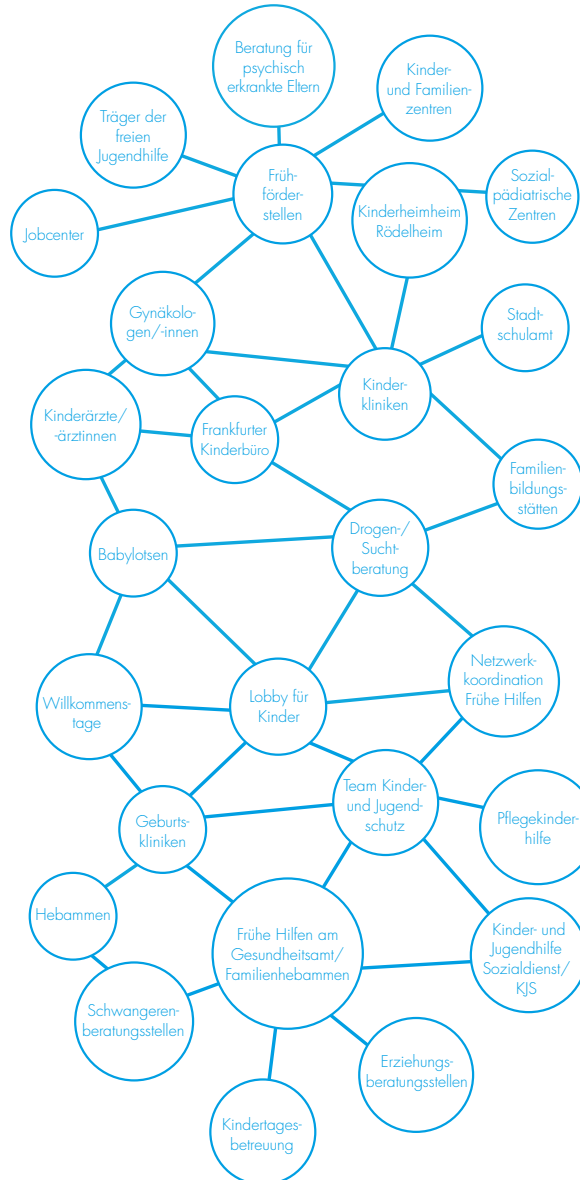 Beratung für
psychisch
erkrankte Eltern
Kinder-
und Familien-
zentren
Träger der
freien
Jugendhilfe
Früh-
förder-
stellen
Sozial-
pädiatrische
Zentren
Kinderheimheim
Rödelheim
Jobcenter
Gynäkolo-
gen/-innen
Stadt-
schulamt
Kinder-
kliniken
Kinderärzte/
-ärztinnen
Frankfurter
Kinderbüro
Familien-
bildungs-
stätten
Babylotsen
Drogen-/
Sucht-
beratung
Netzwerk-
koordination
Frühe Hilfen
Willkommens-
tage
Lobby für
Kinder
Team Kinder-
und Jugend-
schutz
Geburts-
kliniken
Pflegekinder-
hilfe
Hebammen
Frühe Hilfen am
Gesundheitsamt/
Familienhebammen
Kinder- und
Jugendhilfe
Sozialdienst/
KJS
Schwangeren-
beratungsstellen
Erziehungs-
beratungsstellen
Kindertages-
betreuung